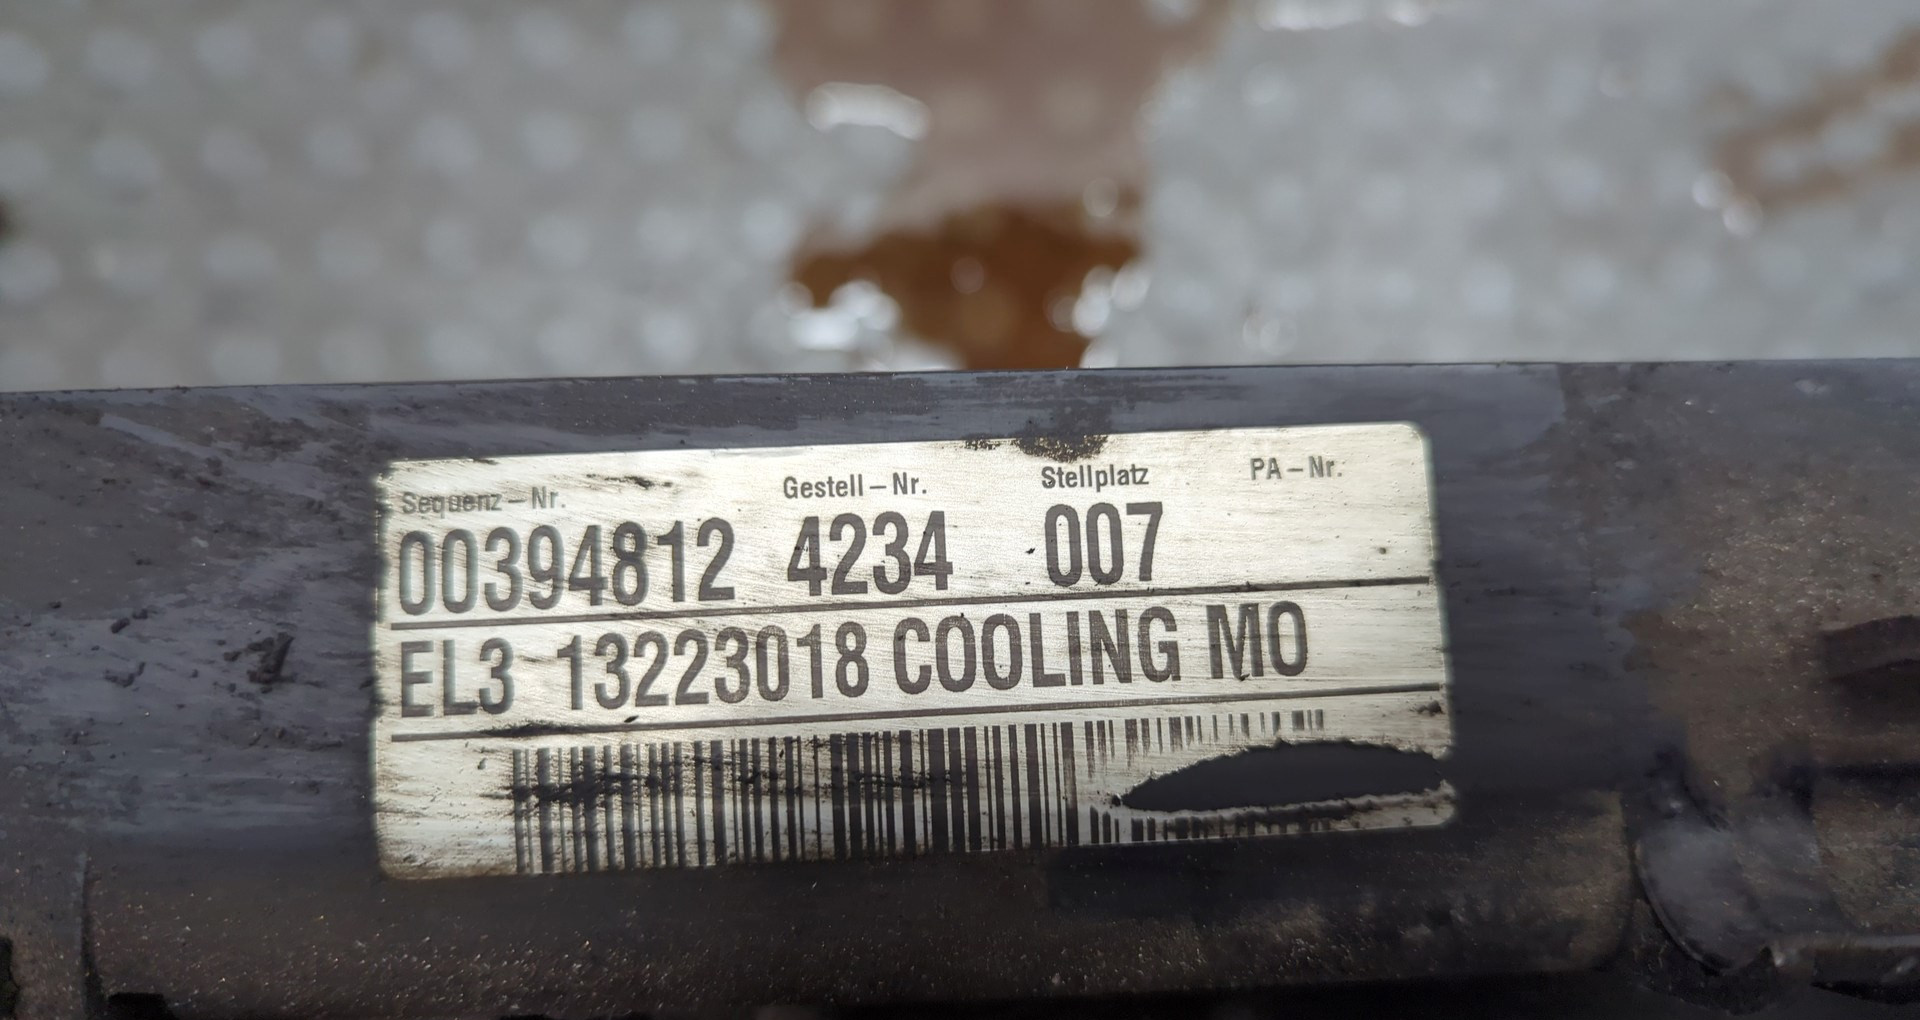 Sequenz – Nr. Gestell – Nr. Stellplatz PA – Nr.
00394812 4234 007
EL3 13223018 COOLING MO